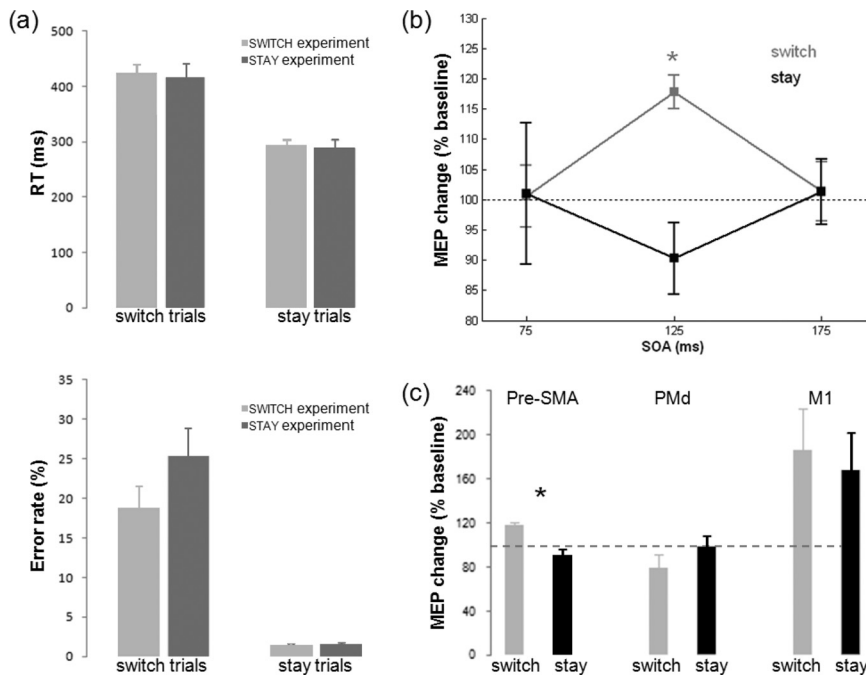 (a)
500
400
300
200
100
0
RT (ms)
SWITCH experiment
STAY experiment
switch trials
stay trials
35
30
25
20
15
10
5
0
Error rate (%)
SWITCH experiment
STAY experiment
switch trials
stay trials
(b)
130
125
120
115
110
105
100
95
90
85
80
MEP change (% baseline)
switch
stay
*
75
125
175
SOA (ms)
(c)
240
200
160
120
80
40
0
MEP change (% baseline)
Pre-SMA
PMd
M1
*
switch
stay
switch
stay
switch
stay